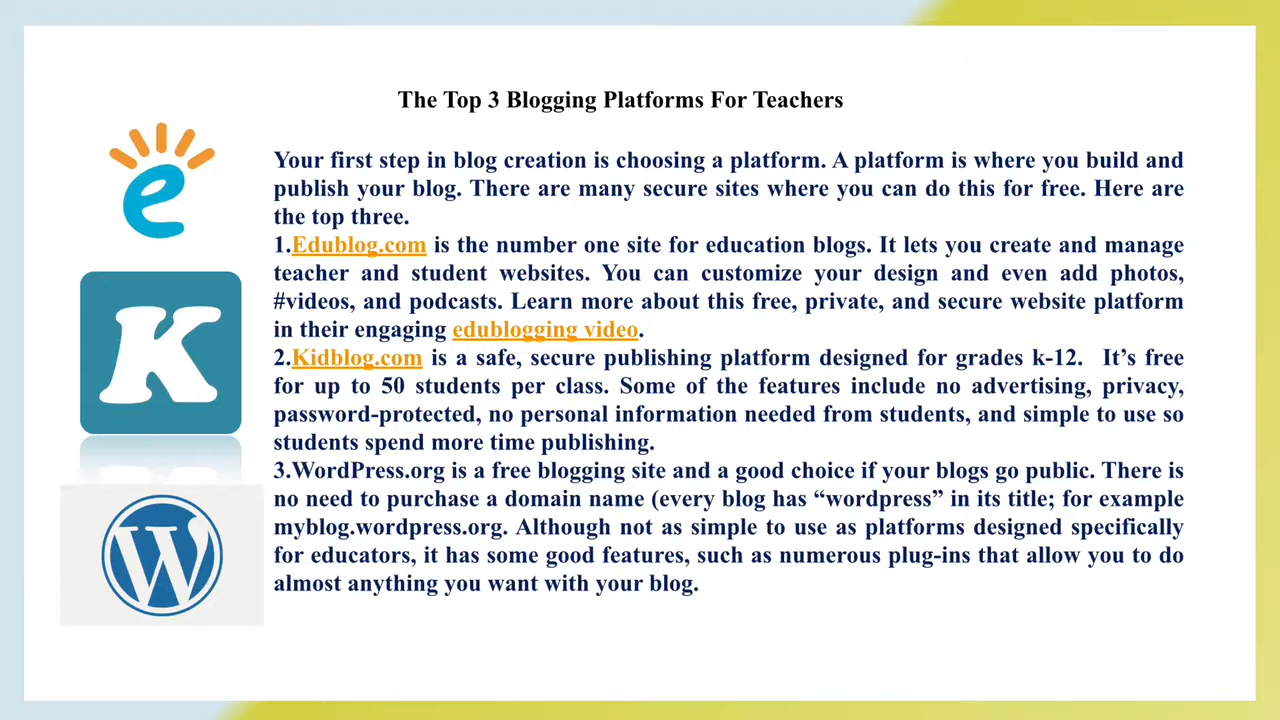 The Top 3 Blogging Platforms For Teachers
Your first step in blog creation is choosing a platform. A platform is where you build and
publish your blog. There are many secure sites where you can do this for free. Here are
the top three.
1.Edublog.com is the number one site for education blogs. It lets you create and manage
teacher and student websites. You can customize your design and even add photos,
#videos, and podcasts. Learn more about this free, private, and secure website platform
in their engaging edublogging video.
2.Kidblog.com is a safe, secure publishing platform designed for grades k-12.  It’s free
for up to 50 students per class. Some of the features include no advertising, privacy,
password-protected, no personal information needed from students, and simple to use so
students spend more time publishing.
3.WordPress.org is a free blogging site and a good choice if your blogs go public. There is
no need to purchase a domain name (every blog has “wordpress” in its title; for example
myblog.wordpress.org. Although not as simple to use as platforms designed specifically
for educators, it has some good features, such as numerous plug-ins that allow you to do
almost anything you want with your blog.
e
K
W